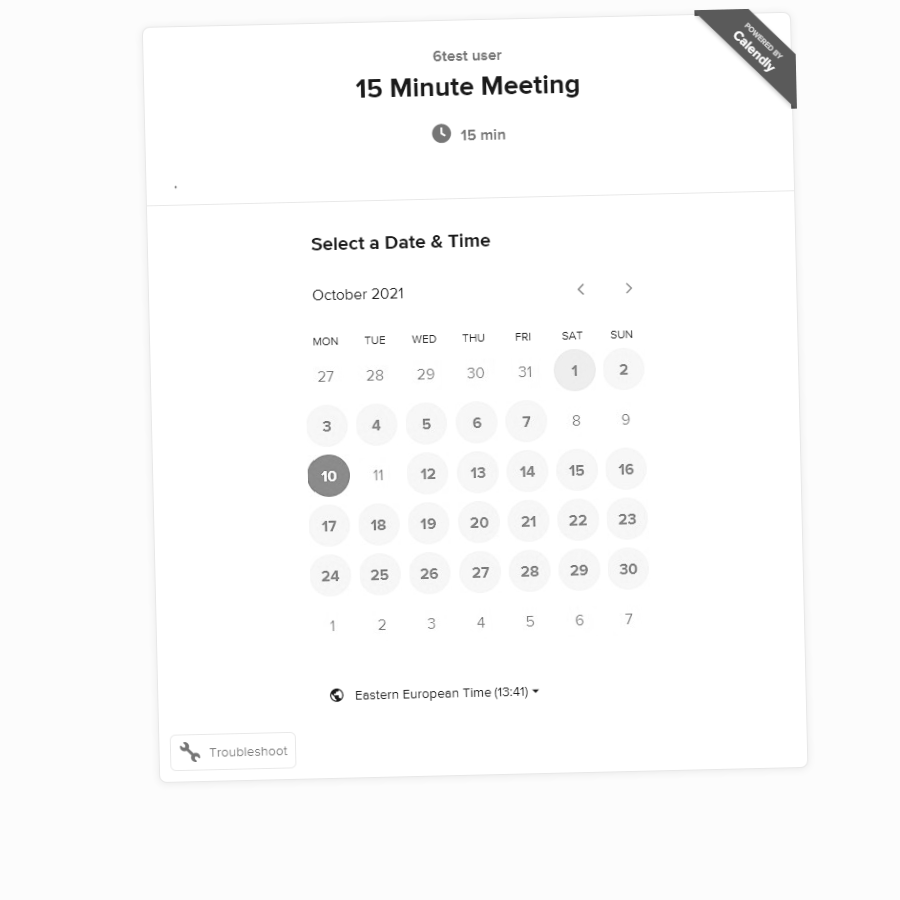 POWERED BY
Calendly
6test user
15 Minute Meeting
15 min
.
Select a Date & Time
October 2021
MON TUE WED THU FRI SAT SUN
27 28 29 30 31 1 2
3 4 5 6 7 8 9
10 11 12 13 14 15 16
17 18 19 20 21 22 23
24 25 26 27 28 29 30
1 2 3 4 5 6 7
Eastern European Time (13:41)
Troubleshoot